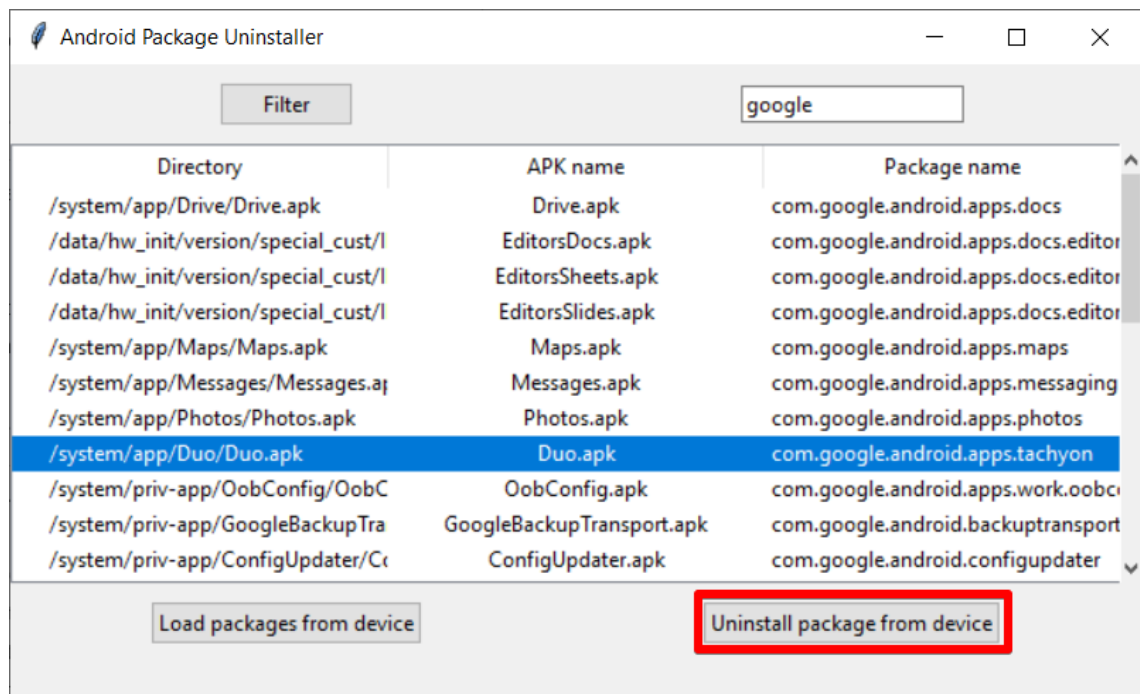 Android Package Uninstaller
Filter google
Directory APK name Package name
/system/app/Drive/Drive.apk Drive.apk com.google.android.apps.docs
/data/hw_init/version/special_cust/l EditorsDocs.apk com.google.android.apps.docs.editor
/data/hw_init/version/special_cust/l EditorsSheets.apk com.google.android.apps.docs.editor
/data/hw_init/version/special_cust/l EditorsSlides.apk com.google.android.apps.docs.editor
/system/app/Maps/Maps.apk Maps.apk com.google.android.apps.maps
/system/app/Messages/Messages.ap Messages.apk com.google.android.apps.messaging
/system/app/Photos/Photos.apk Photos.apk com.google.android.apps.photos
/system/app/Duo/Duo.apk Duo.apk com.google.android.apps.tachyon
/system/priv-app/OobConfig/OobC OobConfig.apk com.google.android.apps.work.oobc
/system/priv-app/GoogleBackupTra GoogleBackupTransport.apk com.google.android.backuptransport
/system/priv-app/ConfigUpdater/Co ConfigUpdater.apk com.google.android.configupdater
Load packages from device Uninstall package from device